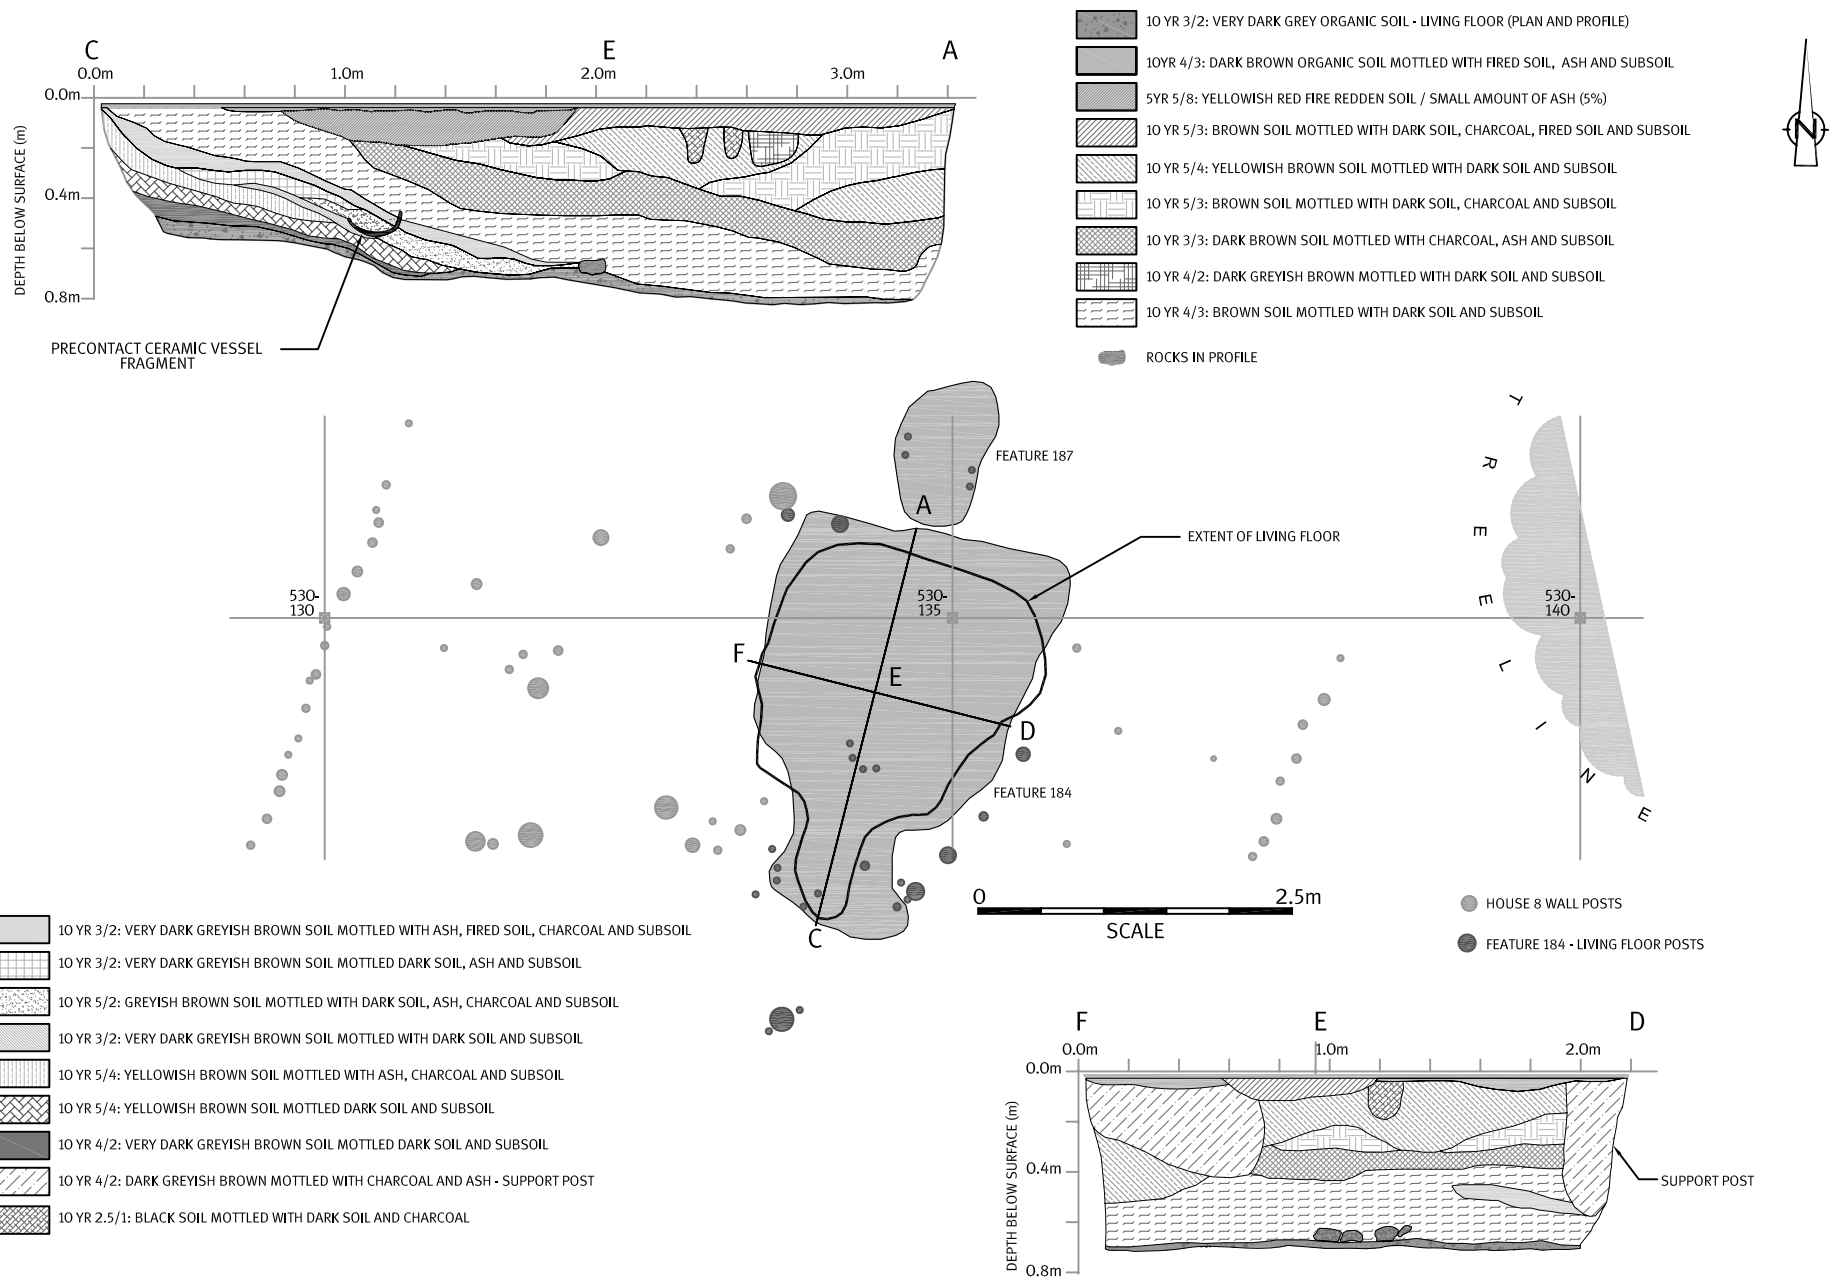 C E A
0.0m 1.0m 2.0m 3.0m
0.0m
0.4m
0.8m
DEPTH BELOW SURFACE (m)
PRECONTACT CERAMIC VESSEL
FRAGMENT
10 YR 3/2: VERY DARK GREY ORGANIC SOIL - LIVING FLOOR (PLAN AND PROFILE)
10YR 4/3: DARK BROWN ORGANIC SOIL MOTTLED WITH FIRED SOIL, ASH AND SUBSOIL
5YR 5/8: YELLOWISH RED FIRE REDDEN SOIL / SMALL AMOUNT OF ASH (5%)
10 YR 5/3: BROWN SOIL MOTTLED WITH DARK SOIL, CHARCOAL, FIRED SOIL AND SUBSOIL
10 YR 5/4: YELLOWISH BROWN SOIL MOTTLED WITH DARK SOIL AND SUBSOIL
10 YR 5/3: BROWN SOIL MOTTLED WITH DARK SOIL, CHARCOAL AND SUBSOIL
10 YR 3/3: DARK BROWN SOIL MOTTLED WITH CHARCOAL, ASH AND SUBSOIL
10 YR 4/2: DARK GREYISH BROWN MOTTLED WITH DARK SOIL AND SUBSOIL
10 YR 4/3: BROWN SOIL MOTTLED WITH DARK SOIL AND SUBSOIL
ROCKS IN PROFILE
N
FEATURE 187
A
EXTENT OF LIVING FLOOR
530-
130
530-
135
530-
140
F
E
D
FEATURE 184
C
TREE LINE
0 2.5m
SCALE
HOUSE 8 WALL POSTS
FEATURE 184 - LIVING FLOOR POSTS
10 YR 3/2: VERY DARK GREYISH BROWN SOIL MOTTLED WITH ASH, FIRED SOIL, CHARCOAL AND SUBSOIL
10 YR 3/2: VERY DARK GREYISH BROWN SOIL MOTTLED DARK SOIL, ASH AND SUBSOIL
10 YR 5/2: GREYISH BROWN SOIL MOTTLED WITH DARK SOIL, ASH, CHARCOAL AND SUBSOIL
10 YR 3/2: VERY DARK GREYISH BROWN SOIL MOTTLED WITH DARK SOIL AND SUBSOIL
10 YR 5/4: YELLOWISH BROWN SOIL MOTTLED WITH ASH, CHARCOAL AND SUBSOIL
10 YR 5/4: YELLOWISH BROWN SOIL MOTTLED DARK SOIL AND SUBSOIL
10 YR 4/2: VERY DARK GREYISH BROWN SOIL MOTTLED DARK SOIL AND SUBSOIL
10 YR 4/2: DARK GREYISH BROWN MOTTLED WITH CHARCOAL AND ASH - SUPPORT POST
10 YR 2.5/1: BLACK SOIL MOTTLED WITH DARK SOIL AND CHARCOAL
F E D
0.0m 1.0m 2.0m
0.0m
0.4m
0.8m
DEPTH BELOW SURFACE (m)
SUPPORT POST